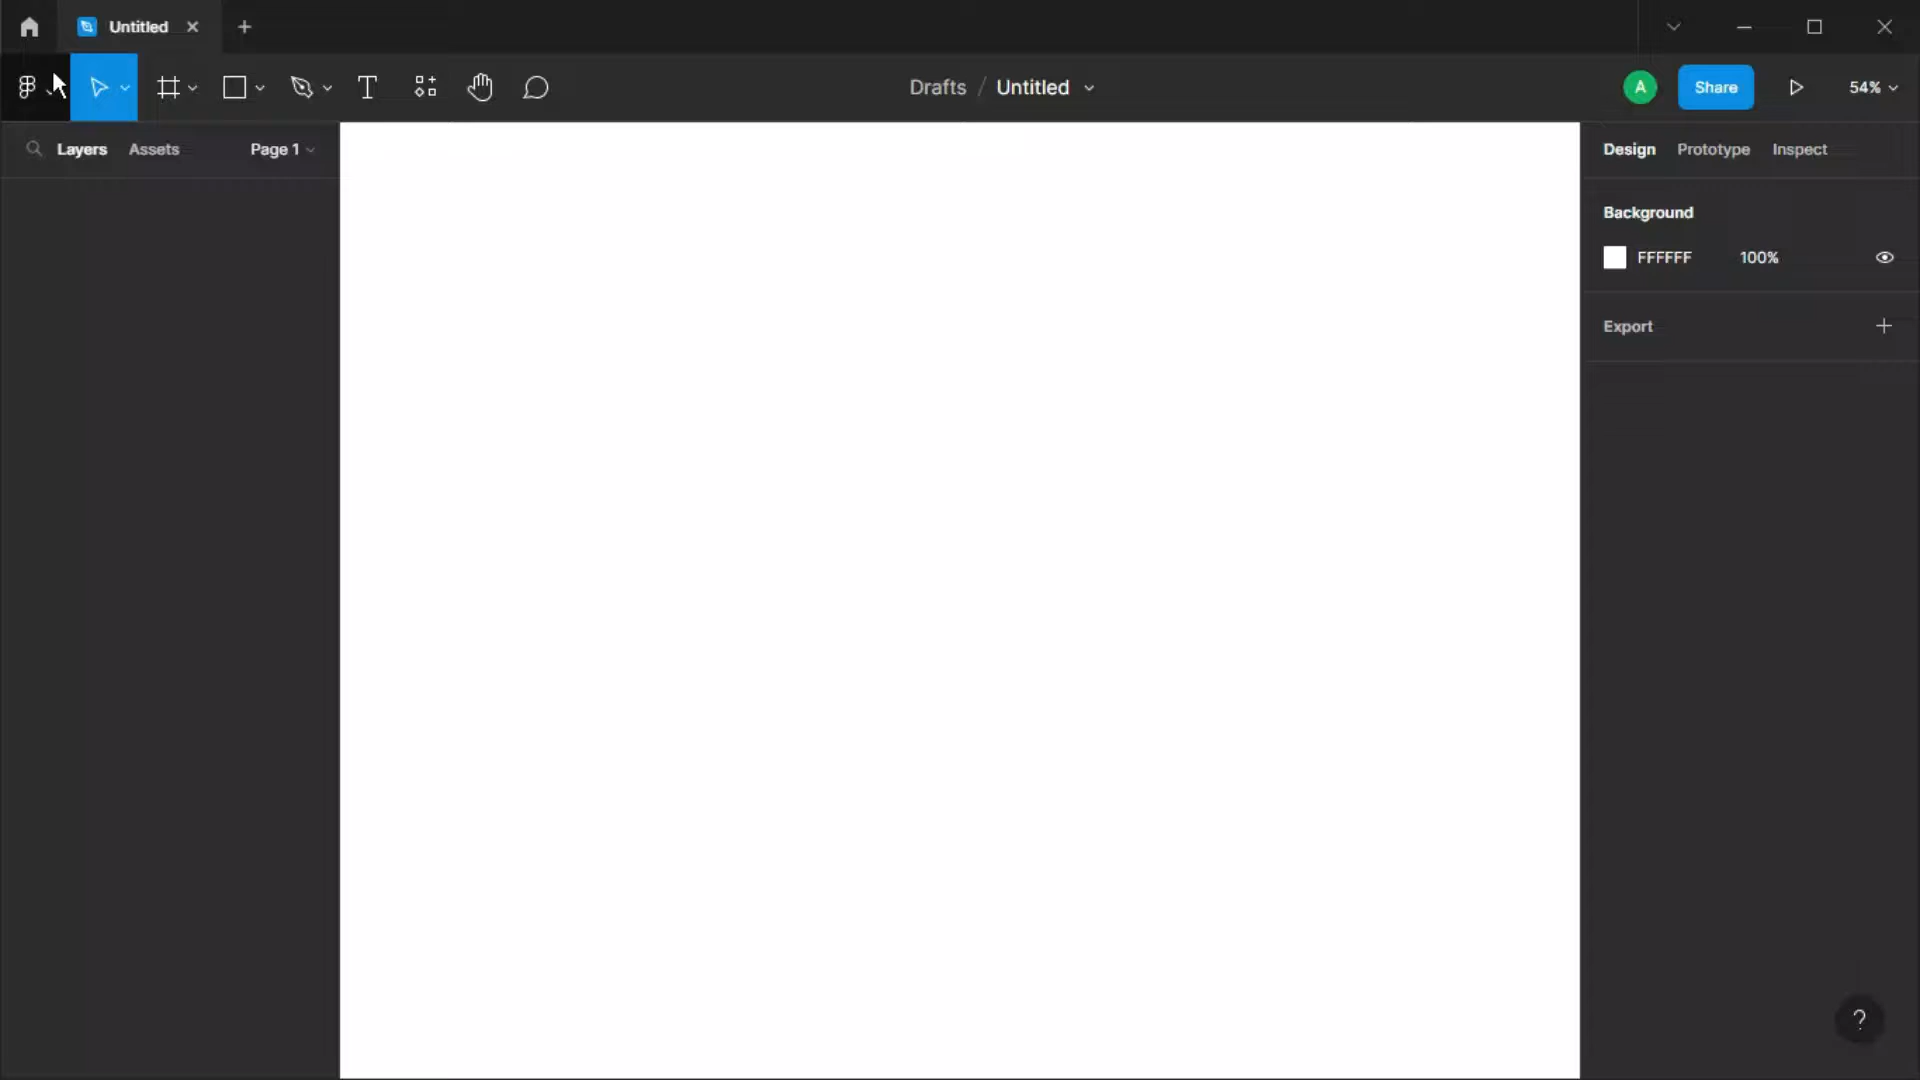 Untitled
Drafts / Untitled
A
Share
54%
Layers Assets Page 1
Design Prototype Inspect
Background
FFFFFF 100%
Export
?